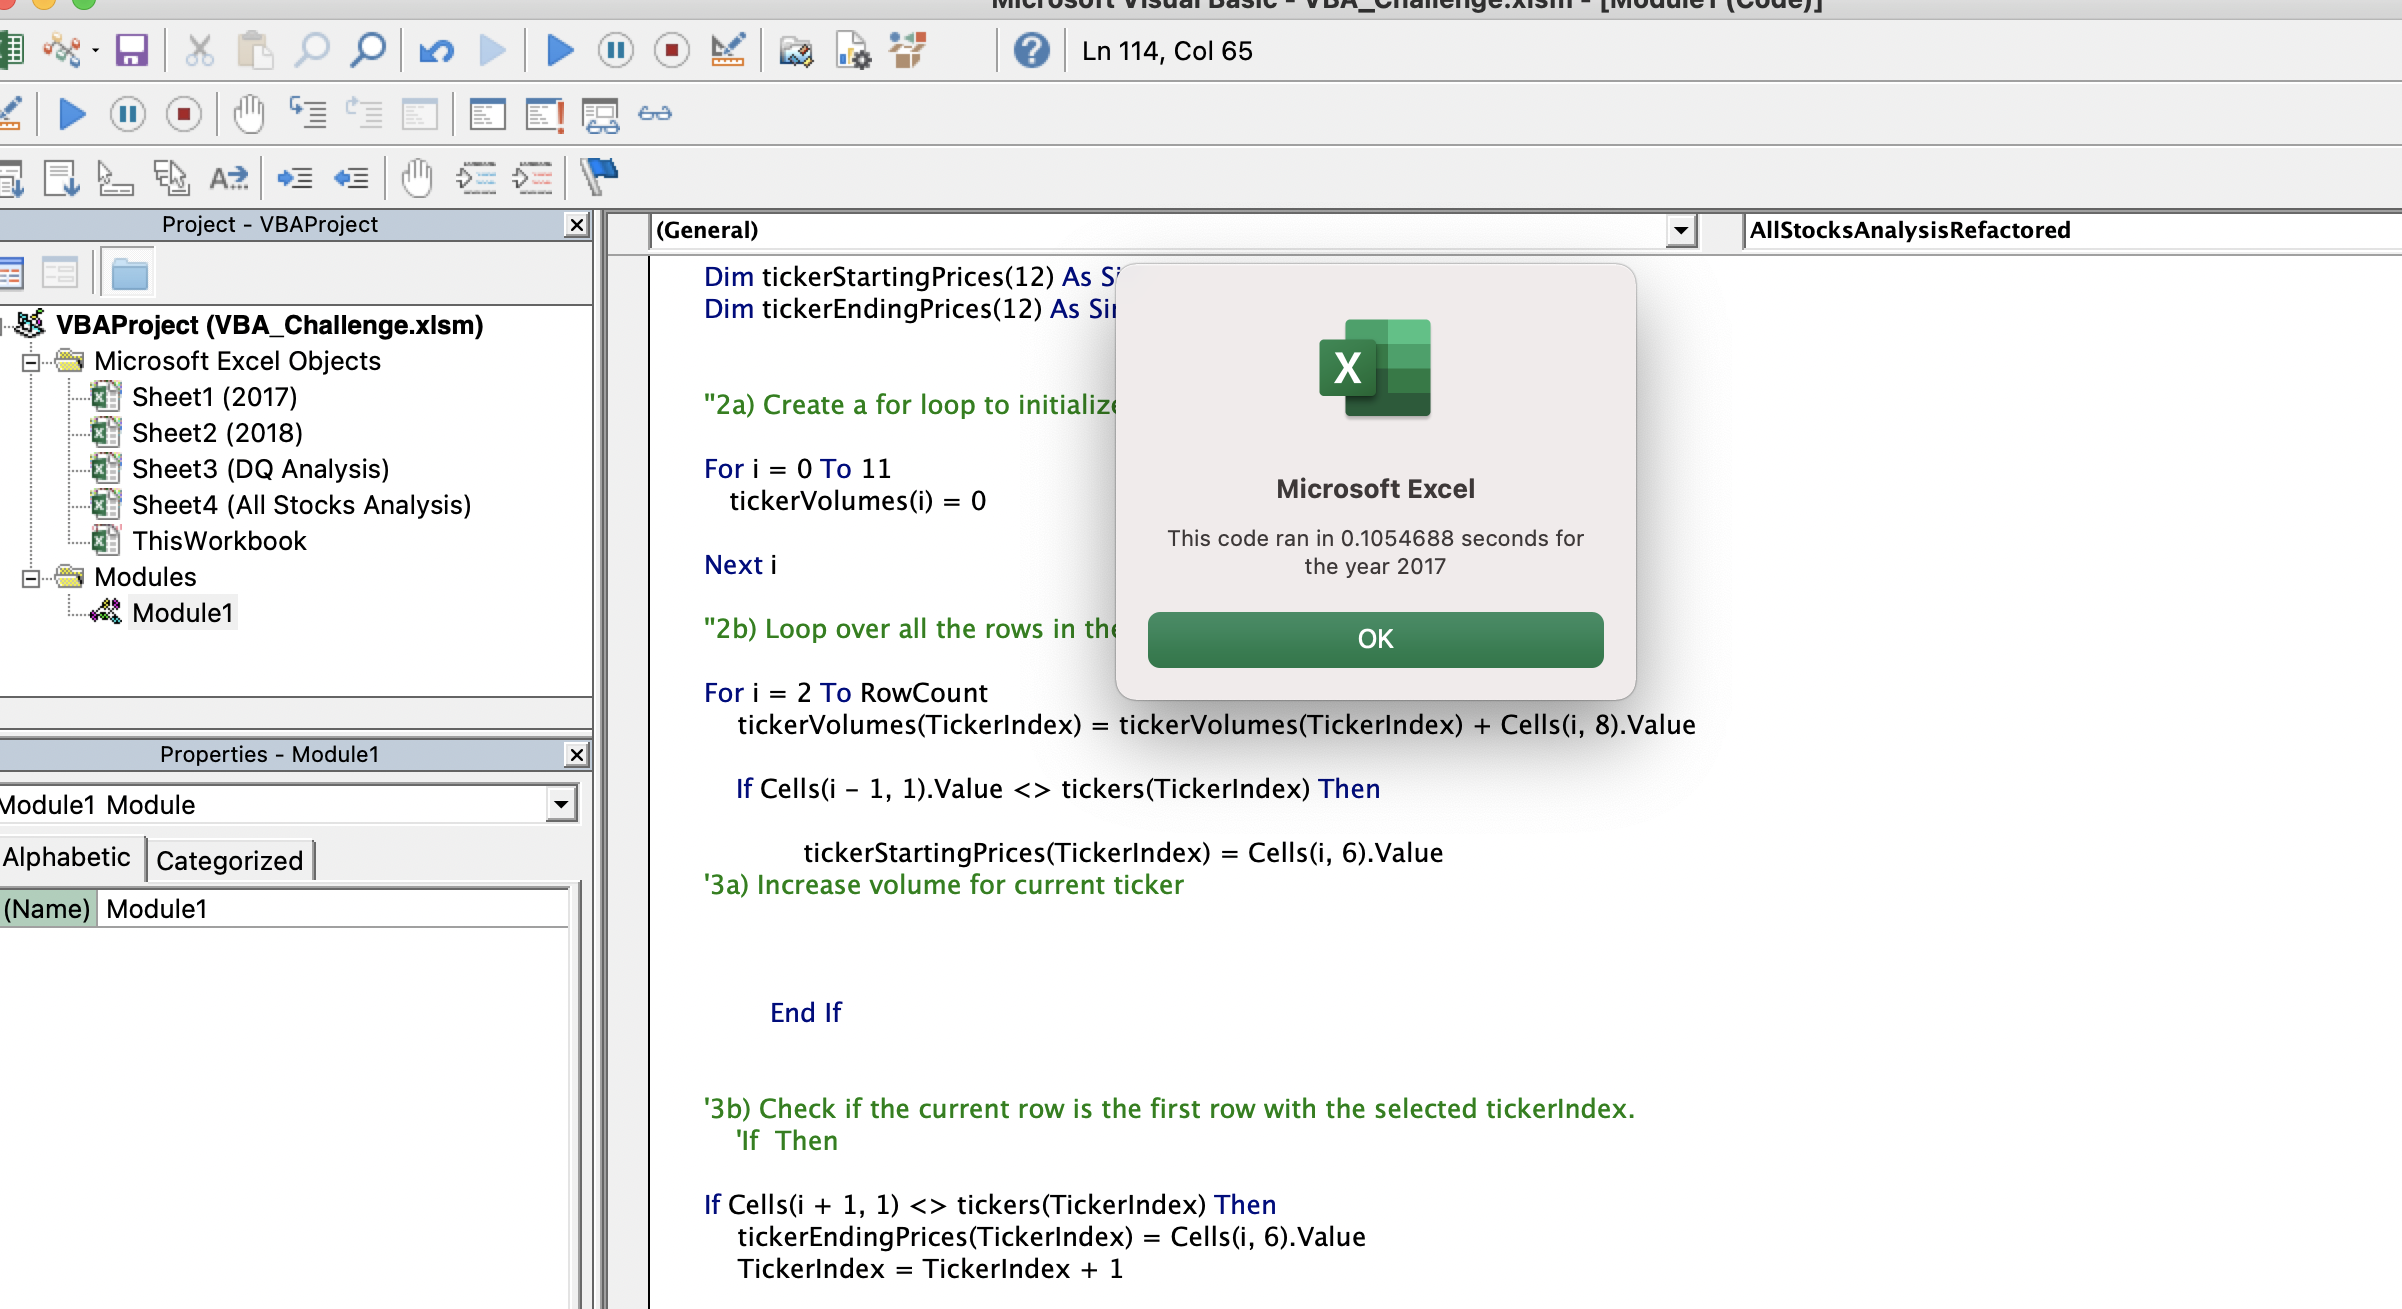 Microsoft Visual Basic - VBA_Challenge.xlsm - [Module1 (Code)]
Ln 114, Col 65
Project - VBAProject
VBAProject (VBA_Challenge.xlsm)
Microsoft Excel Objects
Sheet1 (2017)
Sheet2 (2018)
Sheet3 (DQ Analysis)
Sheet4 (All Stocks Analysis)
ThisWorkbook
Modules
Module1
Properties - Module1
Module1 Module
Alphabetic
Categorized
(Name) Module1
(General)
AllStocksAnalysisRefactored
Dim tickerStartingPrices(12) As
Dim tickerEndingPrices(12) As
''2a) Create a for loop to initialize
For i = 0 To 11
tickerVolumes(i) = 0
Next i
''2b) Loop over all the rows in the
For i = 2 To RowCount
tickerVolumes(TickerIndex) = tickerVolumes(TickerIndex) + Cells(i, 8).Value
If Cells(i - 1, 1).Value <> tickers(TickerIndex) Then
tickerStartingPrices(TickerIndex) = Cells(i, 6).Value
'3a) Increase volume for current ticker
End If
'3b) Check if the current row is the first row with the selected tickerIndex.
'If  Then
If Cells(i + 1, 1) <> tickers(TickerIndex) Then
tickerEndingPrices(TickerIndex) = Cells(i, 6).Value
TickerIndex = TickerIndex + 1
X
Microsoft Excel
This code ran in 0.1054688 seconds for
the year 2017
OK